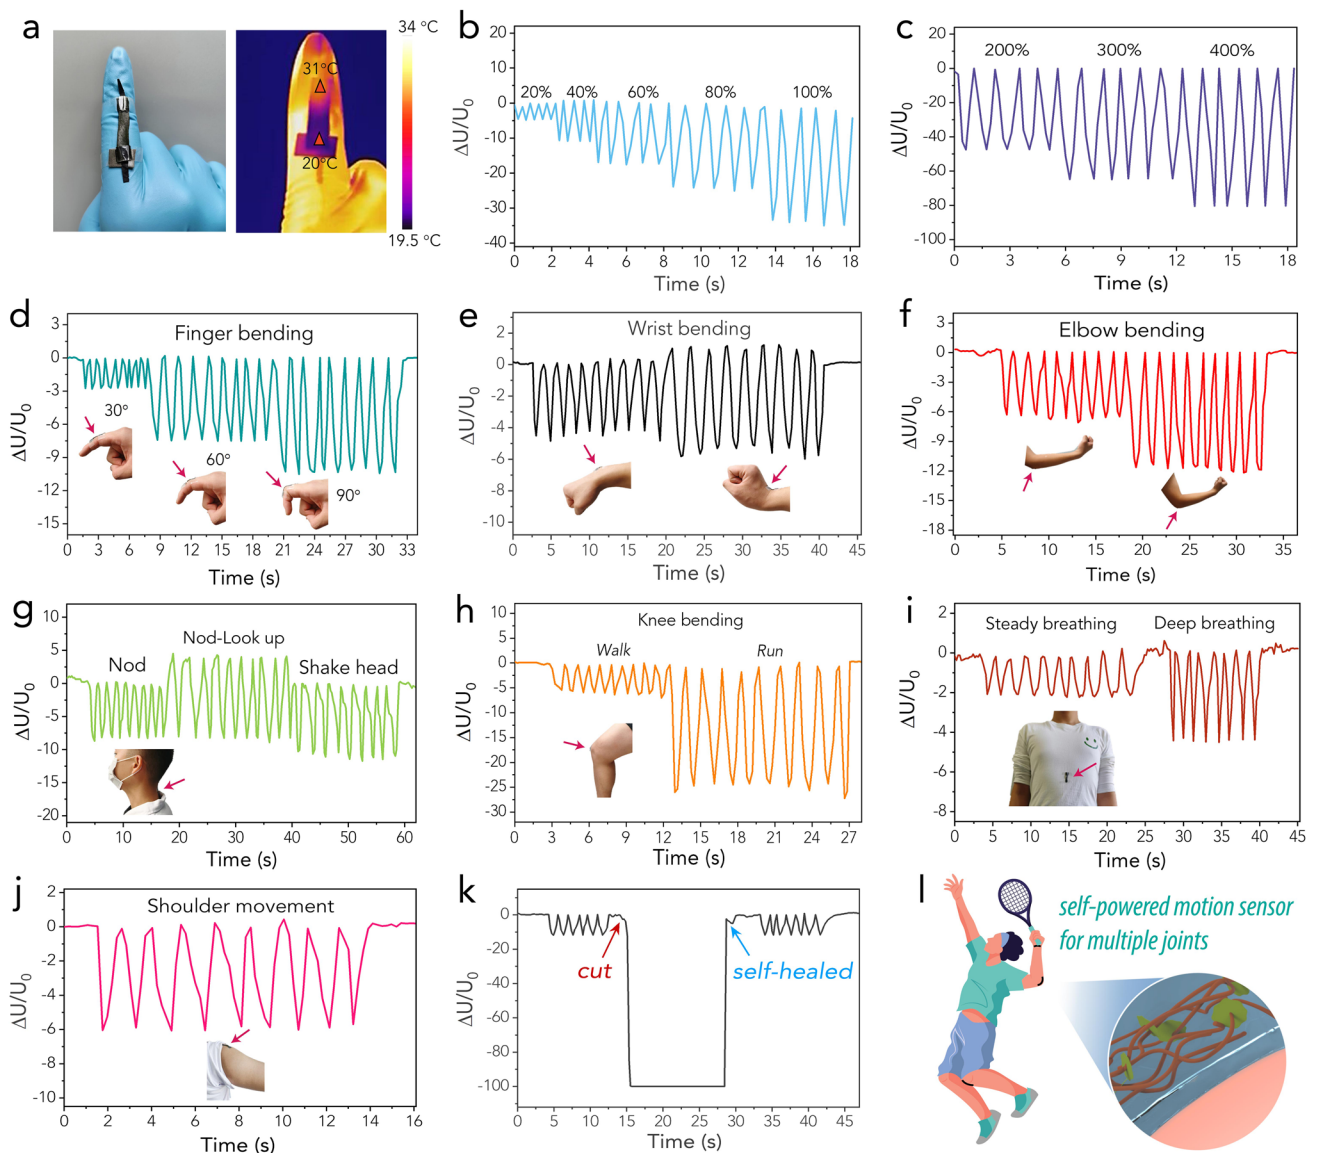 a
34 °C
31°C
20°C
19.5 °C
b
20
10
0
-10
-20
-30
-40
ΔU/U0
20% 40% 60% 80% 100%
0 2 4 6 8 10 12 14 16 18
Time (s)
c
20
0
-20
-40
-60
-80
-100
ΔU/U0
200% 300% 400%
0 3 6 9 12 15 18
Time (s)
d
3
0
-3
-6
-9
-12
-15
ΔU/U0
Finger bending
30°
60°
90°
0 3 6 9 12 15 18 21 24 27 30 33
Time (s)
e
2
0
-2
-4
-6
-8
-10
ΔU/U0
Wrist bending
0 5 10 15 20 25 30 35 40 45
Time (s)
f
3
0
-3
-6
-9
-12
-15
-18
ΔU/U0
Elbow bending
0 5 10 15 20 25 30 35
Time (s)
g
10
5
0
-5
-10
-15
-20
ΔU/U0
Nod-Look up
Nod
Shake head
0 10 20 30 40 50 60
Time (s)
h
10
5
0
-5
-10
-15
-20
-25
-30
ΔU/U0
Knee bending
Walk Run
3 6 9 12 15 18 21 24 27
Time (s)
i
2
0
-2
-4
-6
-8
ΔU/U0
Steady breathing Deep breathing
0 5 10 15 20 25 30 35 40 45
Time (s)
j
2
0
-2
-4
-6
-8
-10
ΔU/U0
Shoulder movement
0 2 4 6 8 10 12 14 16
Time (s)
k
0
-20
-40
-60
-80
-100
ΔU/U0
cut
self-healed
0 5 10 15 20 25 30 35 40 45
Time (s)
l
self-powered motion sensor
for multiple joints